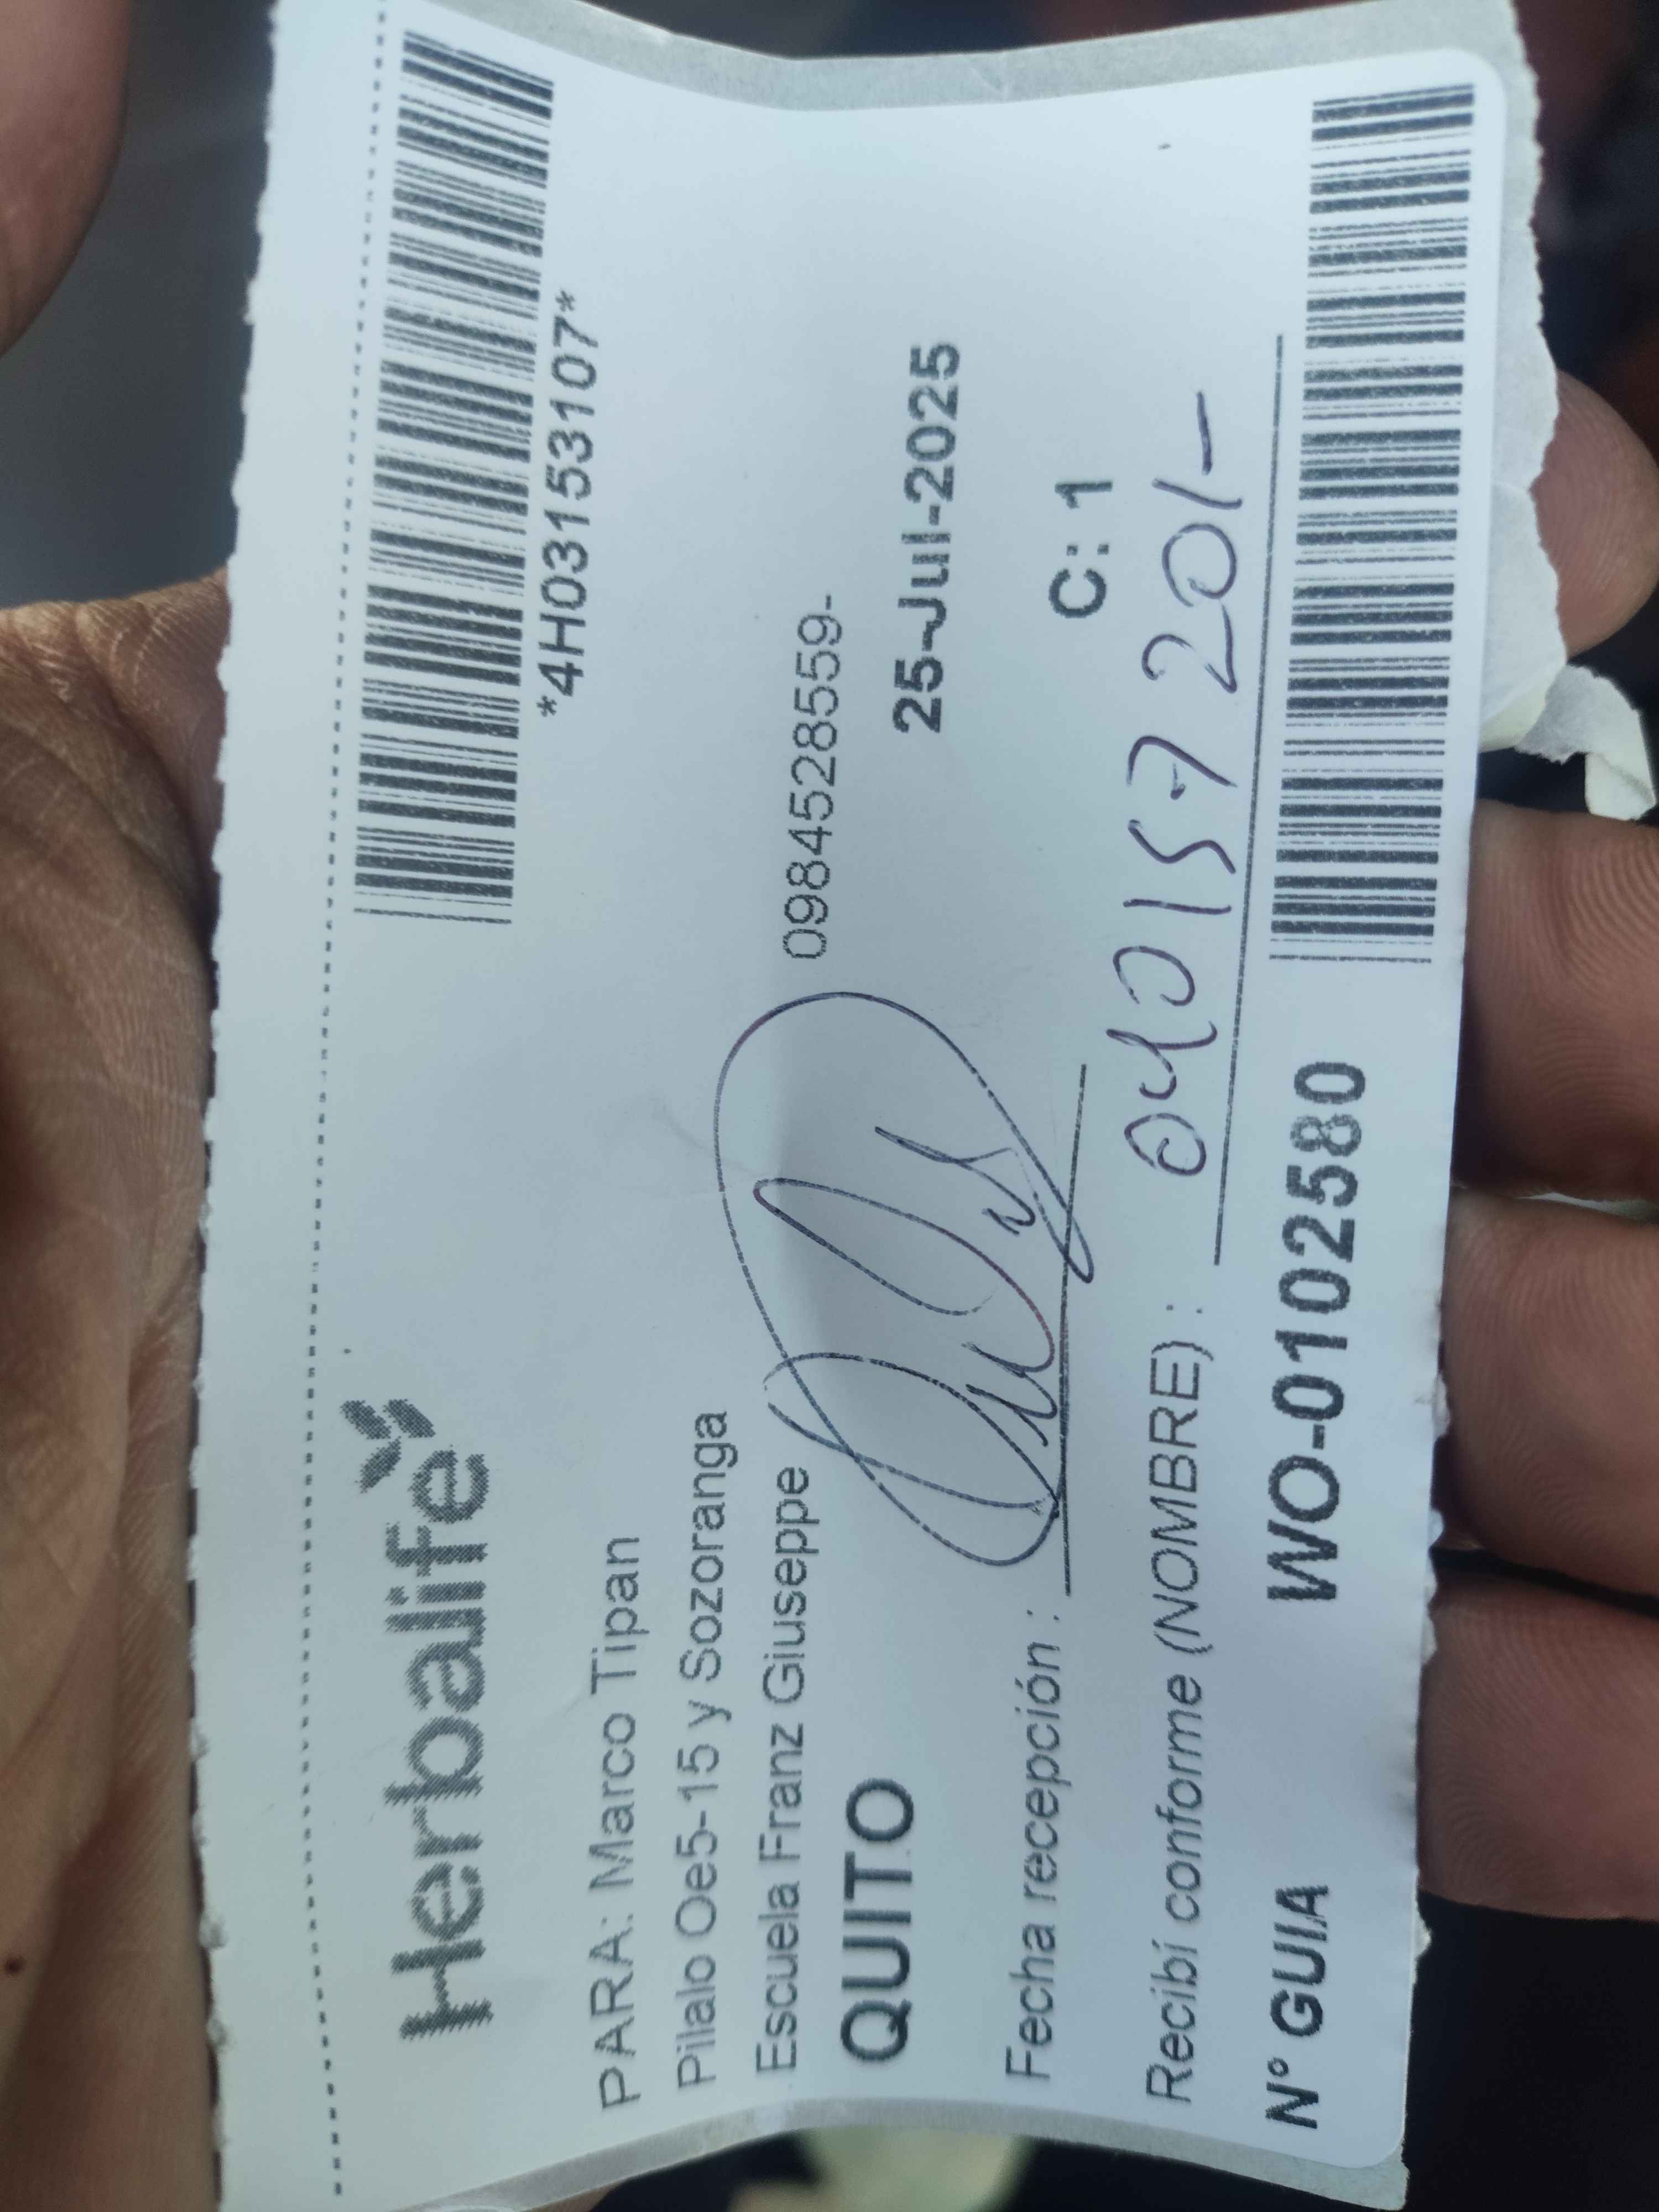 Herbalife
*4H03153107*
PARA: Marco Tipan
Pilalo Oe5-15 y Sozoranga
Escuela Franz Giuseppe 0984528559-
QUITO 25-Jul-2025
Fecha recepción : C: 1
Recibí conforme (NOMBRE) : 040157201-
N° GUIA WO-0102580